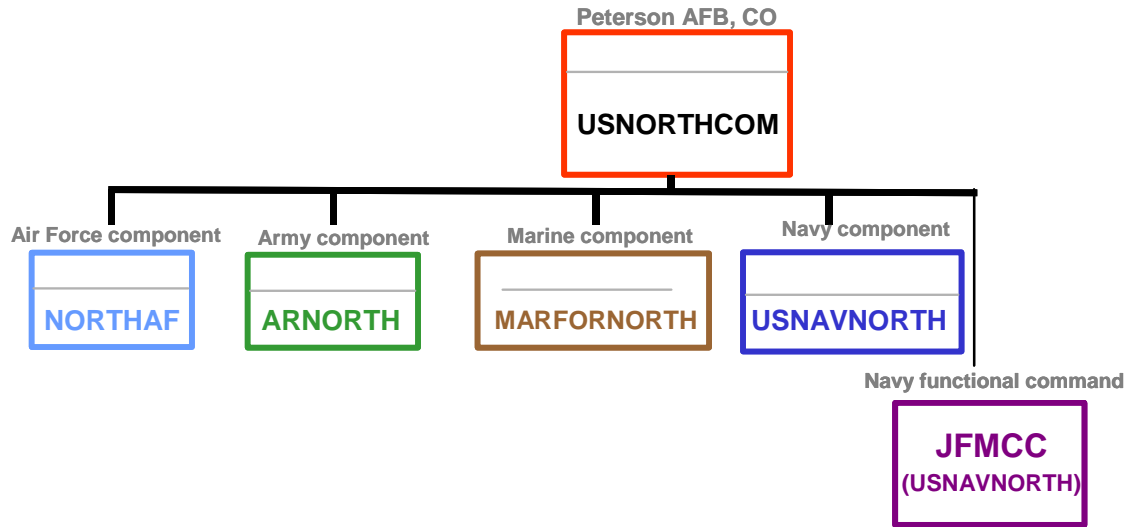 Peterson AFB, CO
USNORTHCOM
Air Force component
Army component
Marine component
Navy component
NORTHAF
ARNORTH
MARFORNORTH
USNAVNORTH
Navy functional command
JFMCC
(USNAVNORTH)